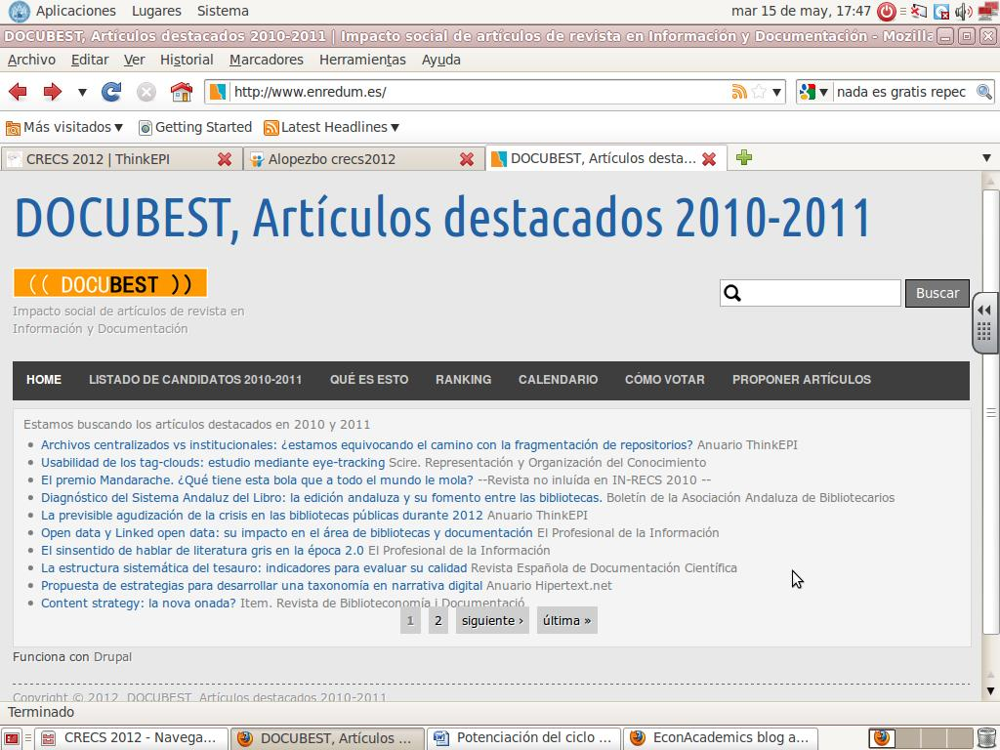 Aplicaciones Lugares Sistema mar 15 de may, 17:47
DOCUBEST, Artículos destacados 2010-2011 | Impacto social de artículos de revista en Información y Documentación - Mozilla
Archivo Editar Ver Historial Marcadores Herramientas Ayuda
http://www.enredum.es/ nada es gratis repec
Más visitados Getting Started Latest Headlines
CRECS 2012 | ThinkEPI Alopezbo crecs2012 DOCUBEST, Artículos desta...
DOCUBEST, Artículos destacados 2010-2011
(( DOCUBEST ))
Impacto social de artículos de revista en
Información y Documentación
Buscar
HOME LISTADO DE CANDIDATOS 2010-2011 QUÉ ES ESTO RANKING CALENDARIO CÓMO VOTAR PROPONER ARTÍCULOS
Estamos buscando los artículos destacados en 2010 y 2011
• Archivos centralizados vs institucionales: ¿estamos equivocando el camino con la fragmentación de repositorios? Anuario ThinkEPI
• Usabilidad de los tag-clouds: estudio mediante eye-tracking Scire. Representación y Organización del Conocimiento
• El premio Mandarache. ¿Qué tiene esta bola que a todo el mundo le mola? --Revista no inluída en IN-RECS 2010 --
• Diagnóstico del Sistema Andaluz del Libro: la edición andaluza y su fomento entre las bibliotecas. Boletín de la Asociación Andaluza de Bibliotecarios
• La previsible agudización de la crisis en las bibliotecas públicas durante 2012 Anuario ThinkEPI
• Open data y Linked open data: su impacto en el área de bibliotecas y documentación El Profesional de la Información
• El sinsentido de hablar de literatura gris en la época 2.0 El Profesional de la Información
• La estructura sistemática del tesauro: indicadores para evaluar su calidad Revista Española de Documentación Científica
• Propuesta de estrategias para desarrollar una taxonomía en narrativa digital Anuario Hipertext.net
• Content strategy: la nova onada? Item. Revista de Biblioteconomia i Documentació
1 2 siguiente › última »
Funciona con Drupal
Copyright © 2012, DOCUBEST, Artículos destacados 2010-2011
Terminado
CRECS 2012 - Navega... DOCUBEST, Artículos ... Potenciación del ciclo ... EconAcademics blog a...